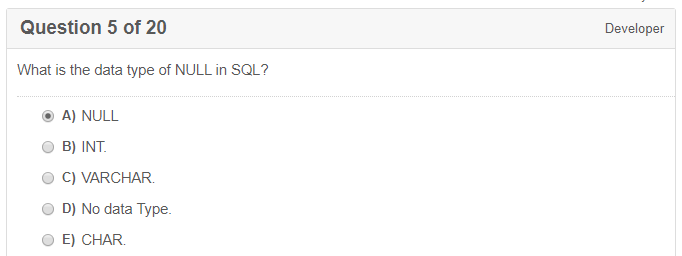 Question 5 of 20 Developer
What is the data type of NULL in SQL?
A) NULL
B) INT.
C) VARCHAR.
D) No data Type.
E) CHAR.